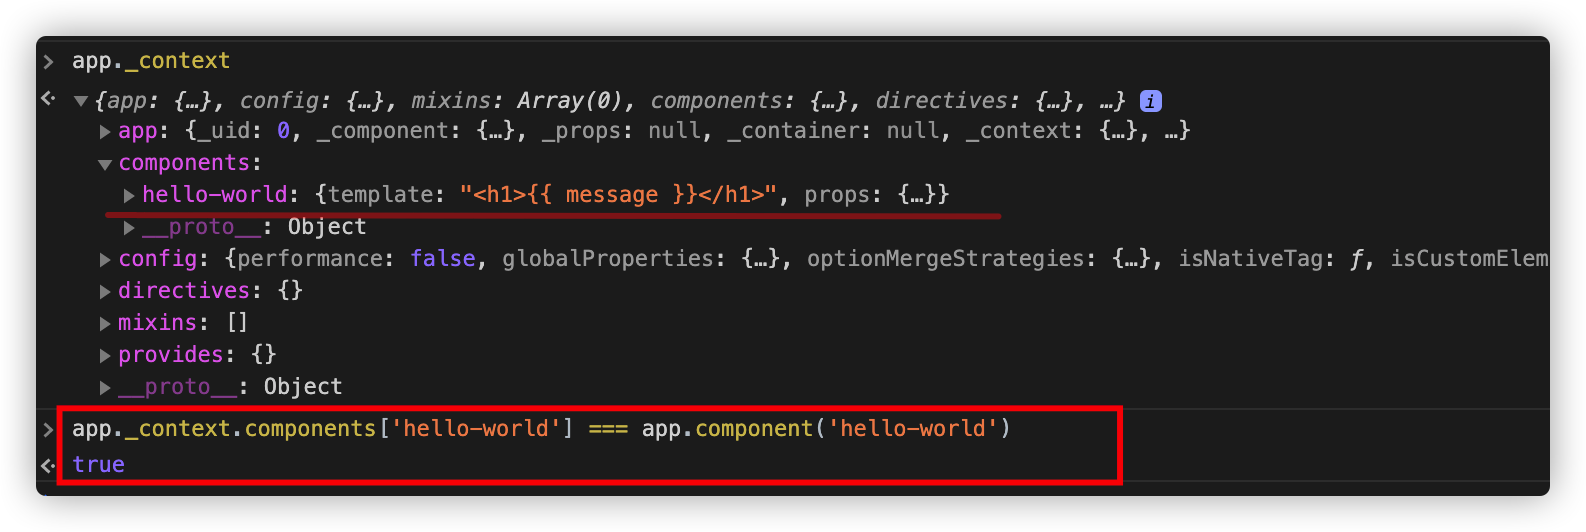 > app._context
<· ▼{app: {…}, config: {…}, mixins: Array(0), components: {…}, directives: {…}, …} i
▶app: {_uid: 0, _component: {…}, _props: null, _container: null, _context: {…}, …}
▼components:
▶hello-world: {template: "<h1>{{ message }}</h1>", props: {…}}
▶__proto__: Object
▶config: {performance: false, globalProperties: {…}, optionMergeStrategies: {…}, isNativeTag: ƒ, isCustomElem
▶directives: {}
▶mixins: []
▶provides: {}
▶__proto__: Object
> app._context.components['hello-world'] === app.component('hello-world')
<· true